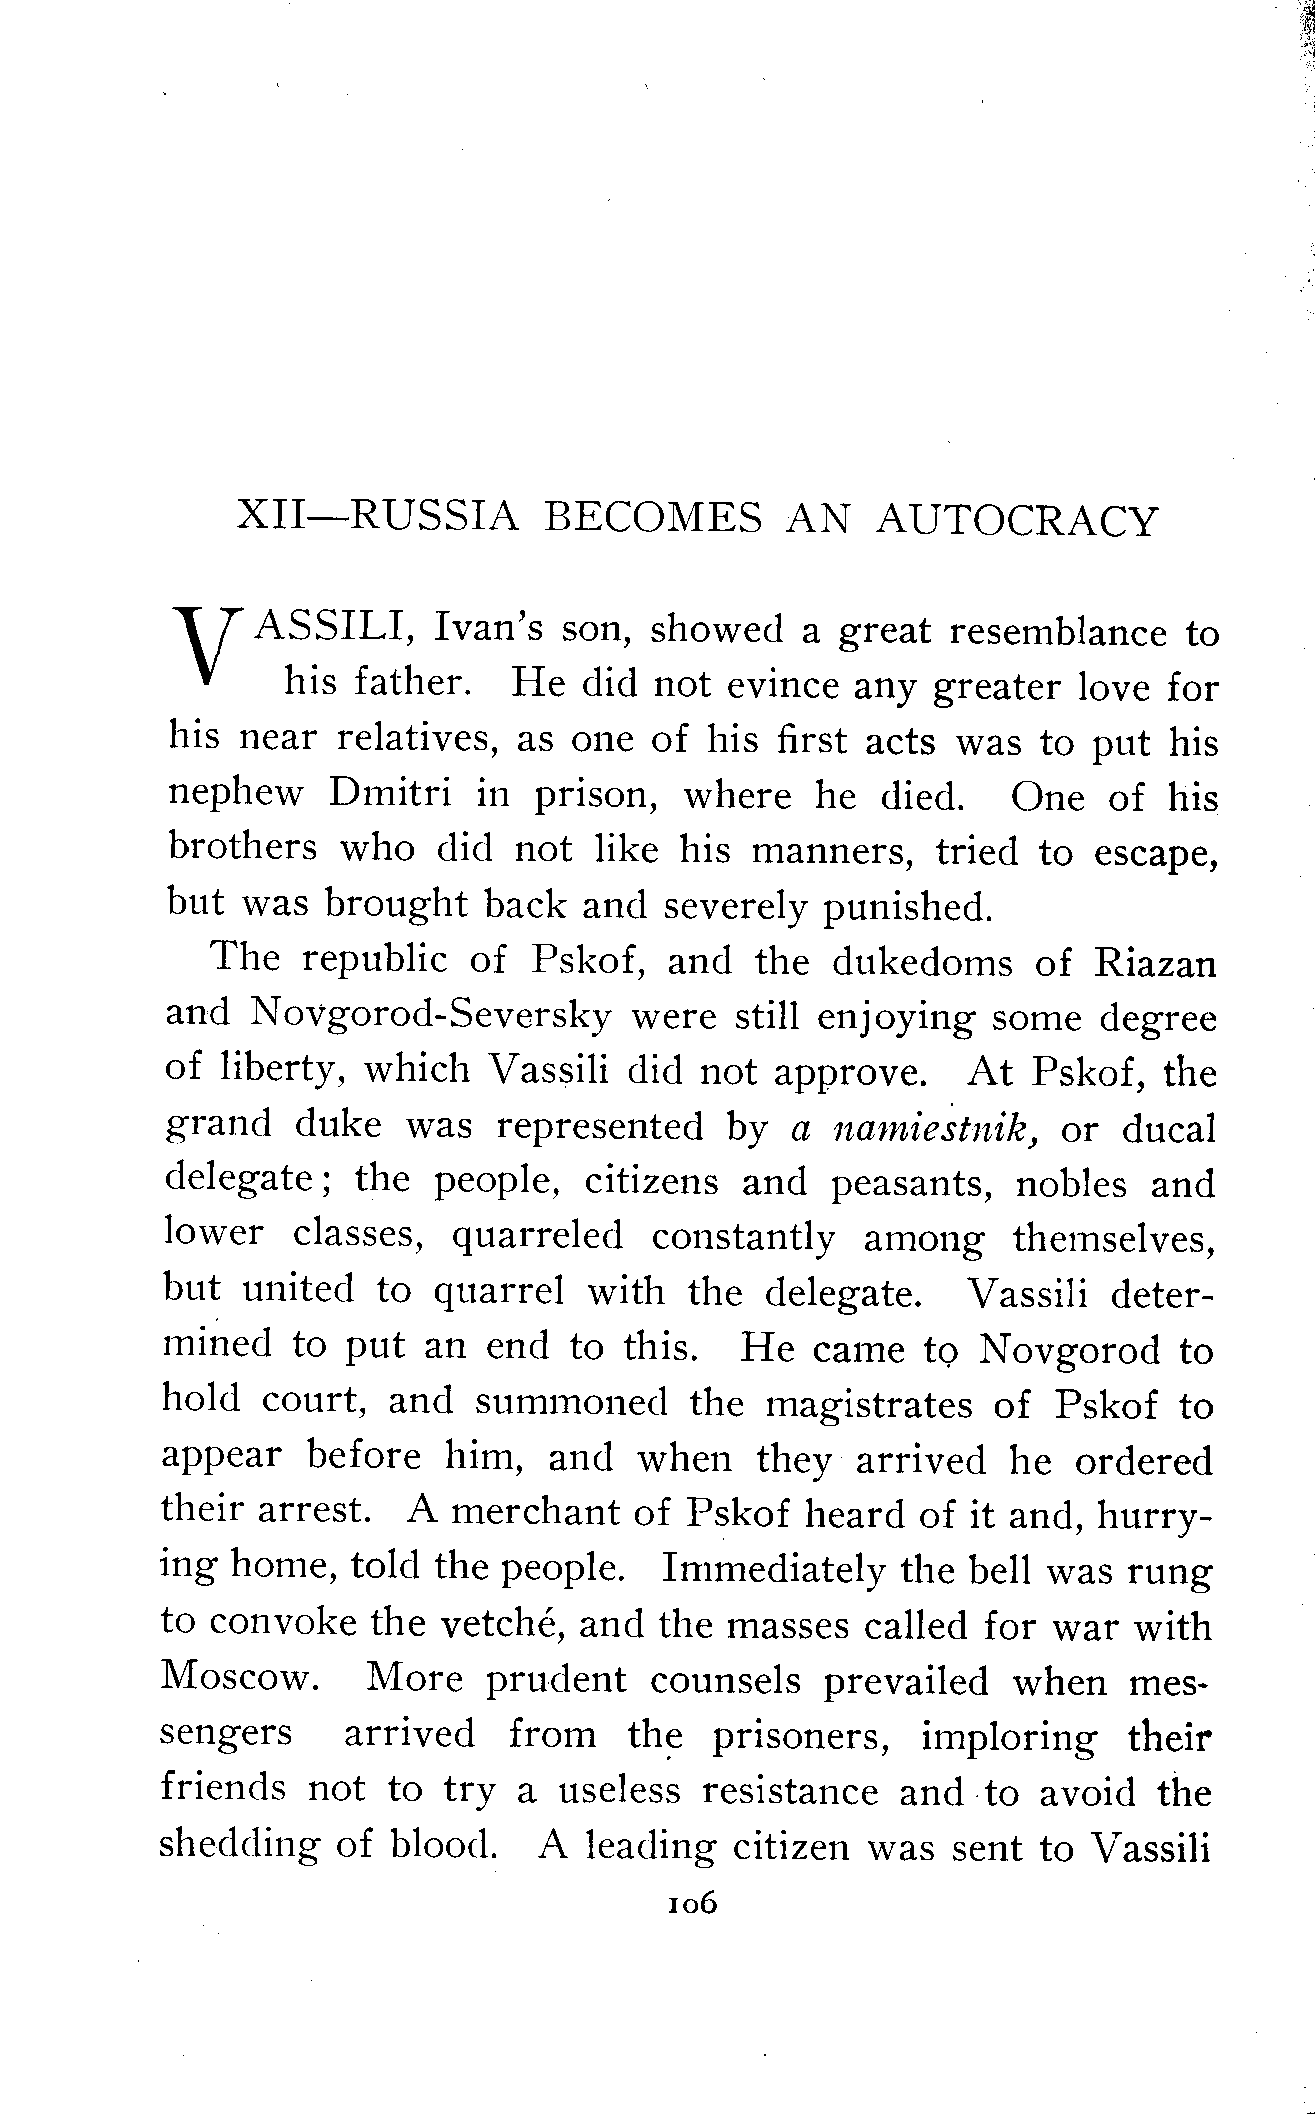 XII—RUSSIA BECOMES AN AUTOCRACY
VASSILI, Ivan's son, showed a great resemblance to
his father. He did not evince any greater love for
his near relatives, as one of his first acts was to put his
nephew Dmitri in prison, where he died. One of his
brothers who did not like his manners, tried to escape,
but was brought back and severely punished.
The republic of Pskof, and the dukedoms of Riazan
and Novgorod-Seversky were still enjoying some degree
of liberty, which Vassili did not approve. At Pskof, the
grand duke was represented by a namiestnik, or ducal
delegate; the people, citizens and peasants, nobles and
lower classes, quarreled constantly among themselves,
but united to quarrel with the delegate. Vassili deter-
mined to put an end to this. He came to Novgorod to
hold court, and summoned the magistrates of Pskof to
appear before him, and when they arrived he ordered
their arrest. A merchant of Pskof heard of it and, hurry-
ing home, told the people. Immediately the bell was rung
to convoke the vetché, and the masses called for war with
Moscow. More prudent counsels prevailed when mes-
sengers arrived from the prisoners, imploring their
friends not to try a useless resistance and to avoid the
shedding of blood. A leading citizen was sent to Vassili
106